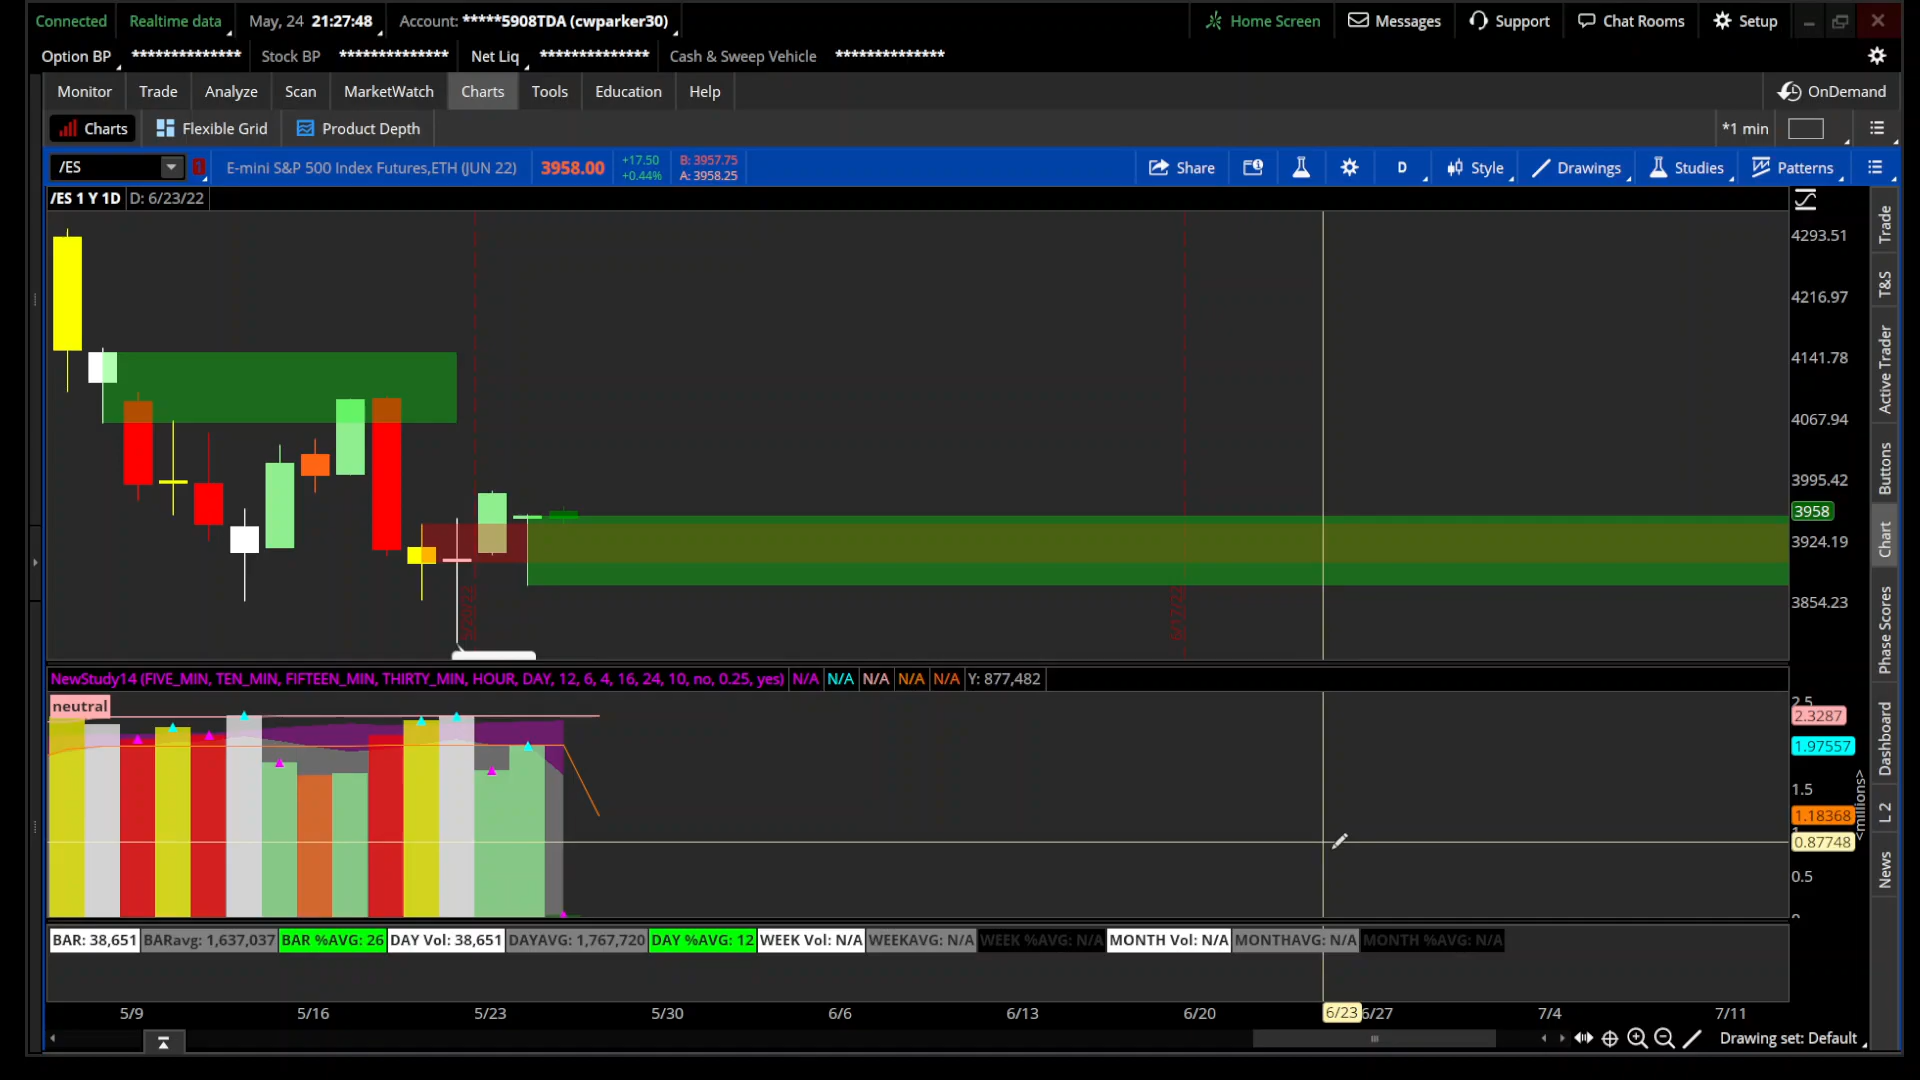 Connected Realtime data May, 24 21:27:48 Account: *****5908TDA (cwparker30) Home Screen Messages Support Chat Rooms Setup
Option BP ************** Stock BP ************** Net Liq ************** Cash & Sweep Vehicle **************
Monitor Trade Analyze Scan MarketWatch Charts Tools Education Help OnDemand
Charts Flexible Grid Product Depth *1 min
/ES 1 E-mini S&P 500 Index Futures,ETH (JUN 22) 3958.00 +17.50 B: 3957.75 Share D Style Drawings Studies Patterns
+0.44% A: 3958.25
/ES 1 Y 1D D: 6/23/22
4293.51
4216.97
4141.78
4067.94
3995.42
3958
3924.19
3854.23
5/20/22
6/17/22
NewStudy14 (FIVE_MIN, TEN_MIN, FIFTEEN_MIN, THIRTY_MIN, HOUR, DAY, 12, 6, 4, 16, 24, 10, no, 0.25, yes) N/A N/A N/A N/A N/A Y: 877,482
neutral
2.5
2.3287
1.97557
1.5
1.18368
0.87748
0.5
<millions>
BAR: 38,651 BARavg: 1,637,037 BAR %AVG: 26 DAY Vol: 38,651 DAYAVG: 1,767,720 DAY %AVG: 12 WEEK Vol: N/A WEEKAVG: N/A WEEK %AVG: N/A MONTH Vol: N/A MONTHAVG: N/A MONTH %AVG: N/A
5/9 5/16 5/23 5/30 6/6 6/13 6/20 6/23 6/27 7/4 7/11
Drawing set: Default
Trade
T&S
Active Trader
Buttons
Chart
Phase Scores
Dashboard
L 2
News